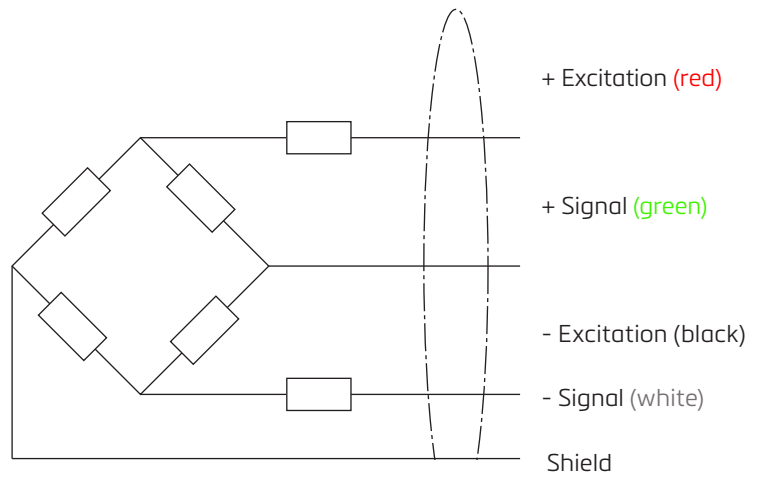 + Excitation (red)
+ Signal (green)
- Excitation (black)
- Signal (white)
Shield